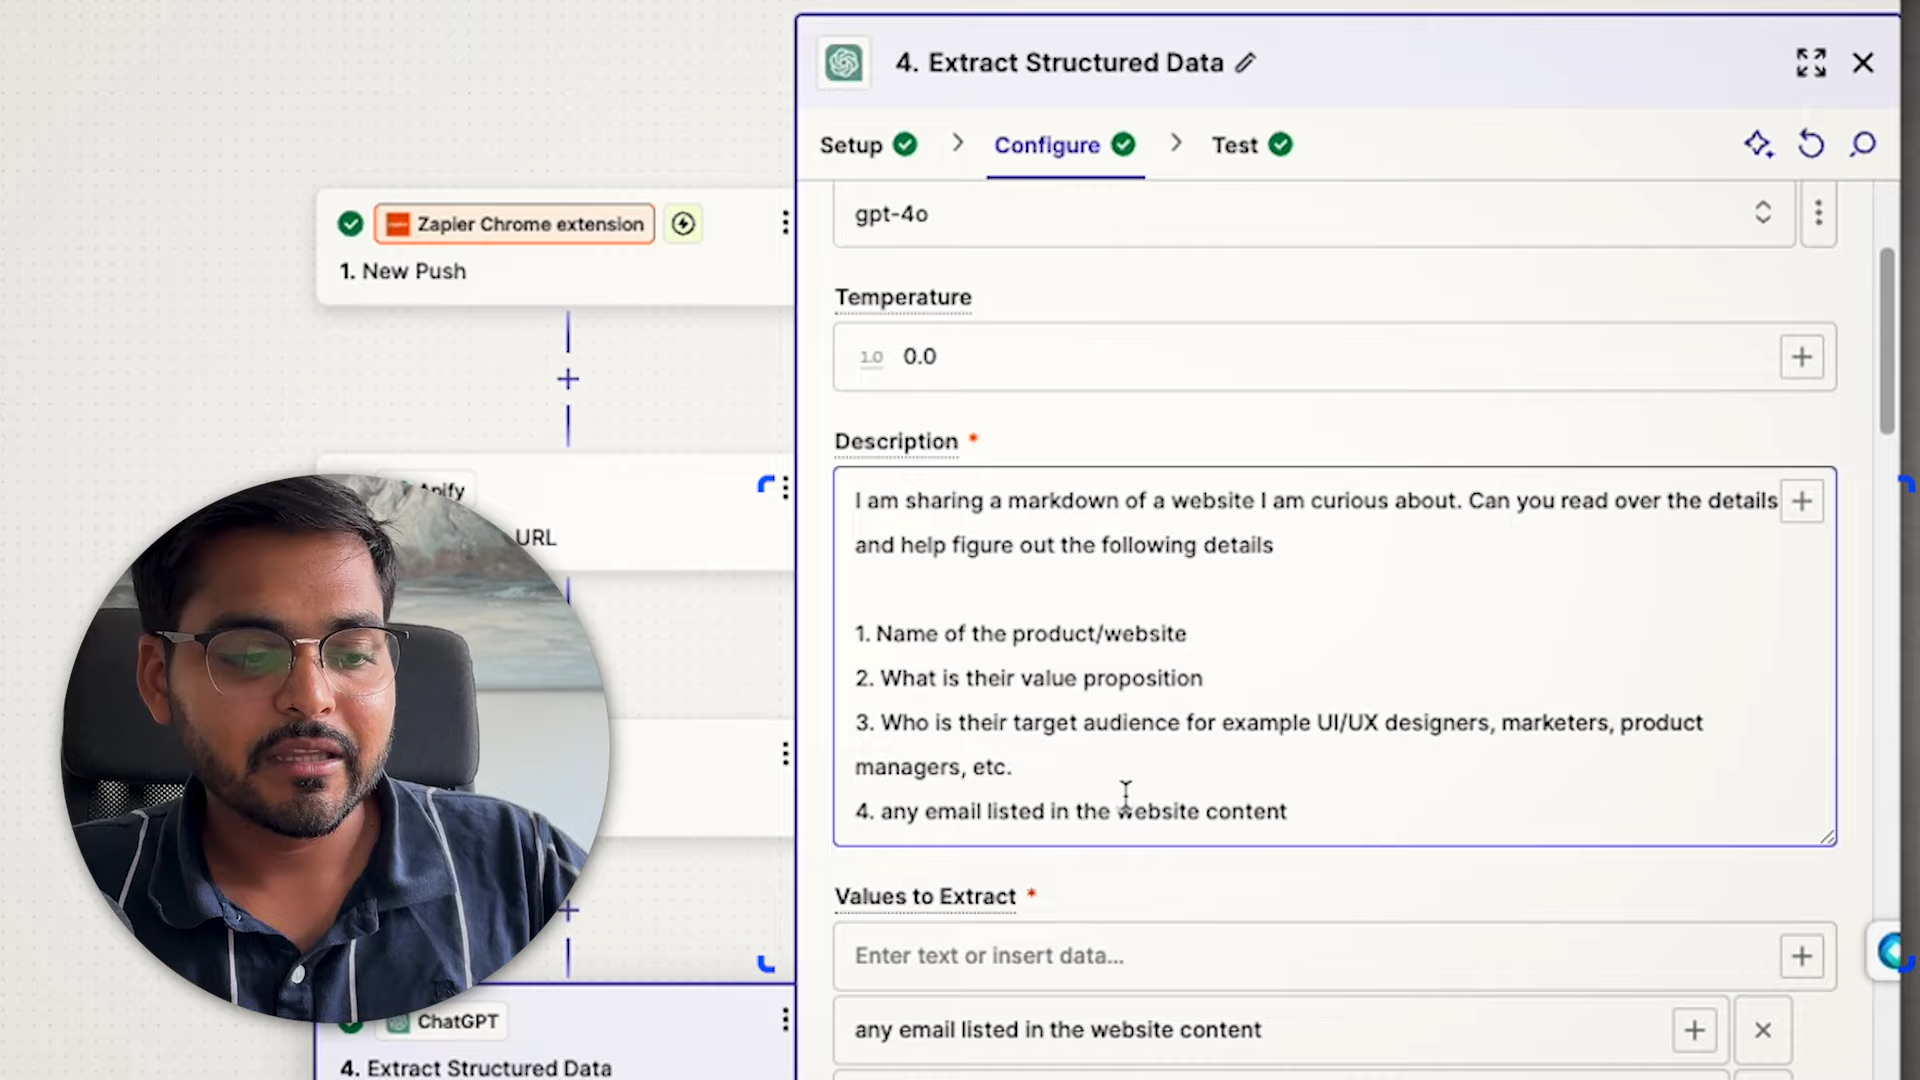 4. Extract Structured Data
Setup
Configure
Test
gpt-4o
Zapier Chrome extension
1. New Push
Temperature
1.0 0.0
Description *
I am sharing a markdown of a website I am curious about. Can you read over the details
and help figure out the following details
1. Name of the product/website
2. What is their value proposition
3. Who is their target audience for example UI/UX designers, marketers, product
managers, etc.
4. any email listed in the website content
Apify
URL
Values to Extract *
Enter text or insert data...
any email listed in the website content
ChatGPT
4. Extract Structured Data